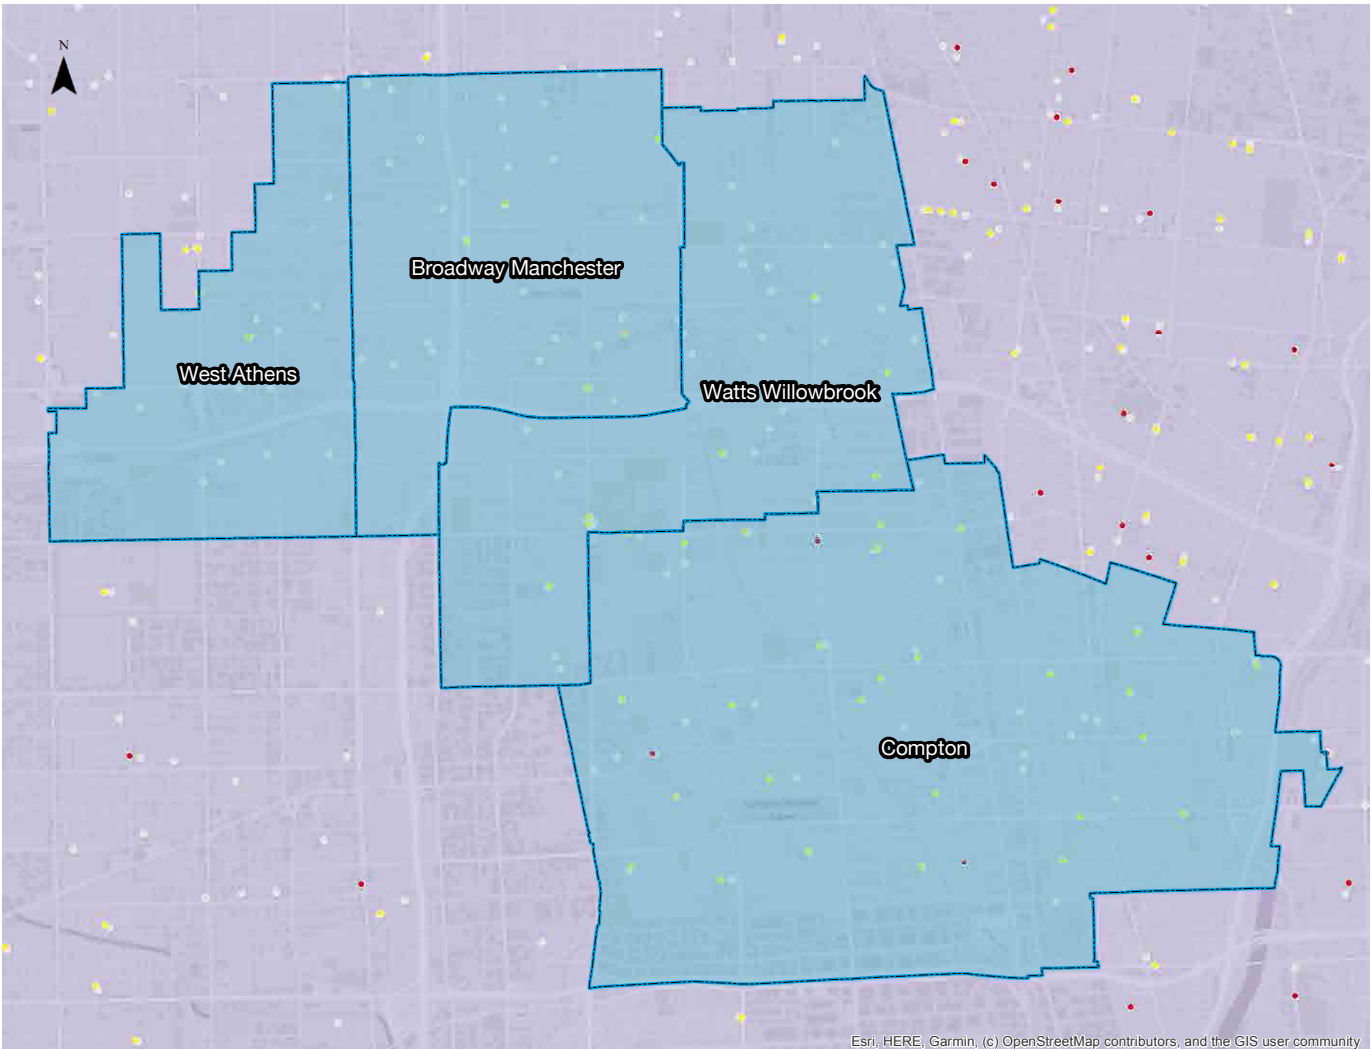 N
Broadway Manchester
West Athens
Watts Willowbrook
Compton
Esri, HERE, Garmin, (c) OpenStreetMap contributors, and the GIS user community